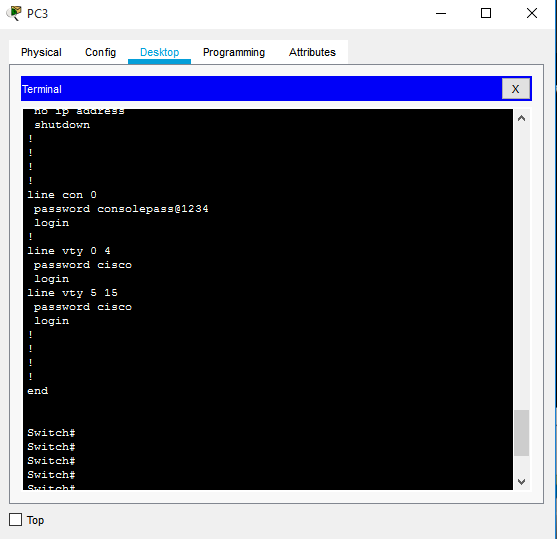 PC3
Physical Config Desktop Programming Attributes
Terminal X
no ip address
shutdown
!
!
!
!
line con 0
password consolepass@1234
login
!
line vty 0 4
password cisco
login
line vty 5 15
password cisco
login
!
!
!
!
end
Switch#
Switch#
Switch#
Switch#
Switch#
Top